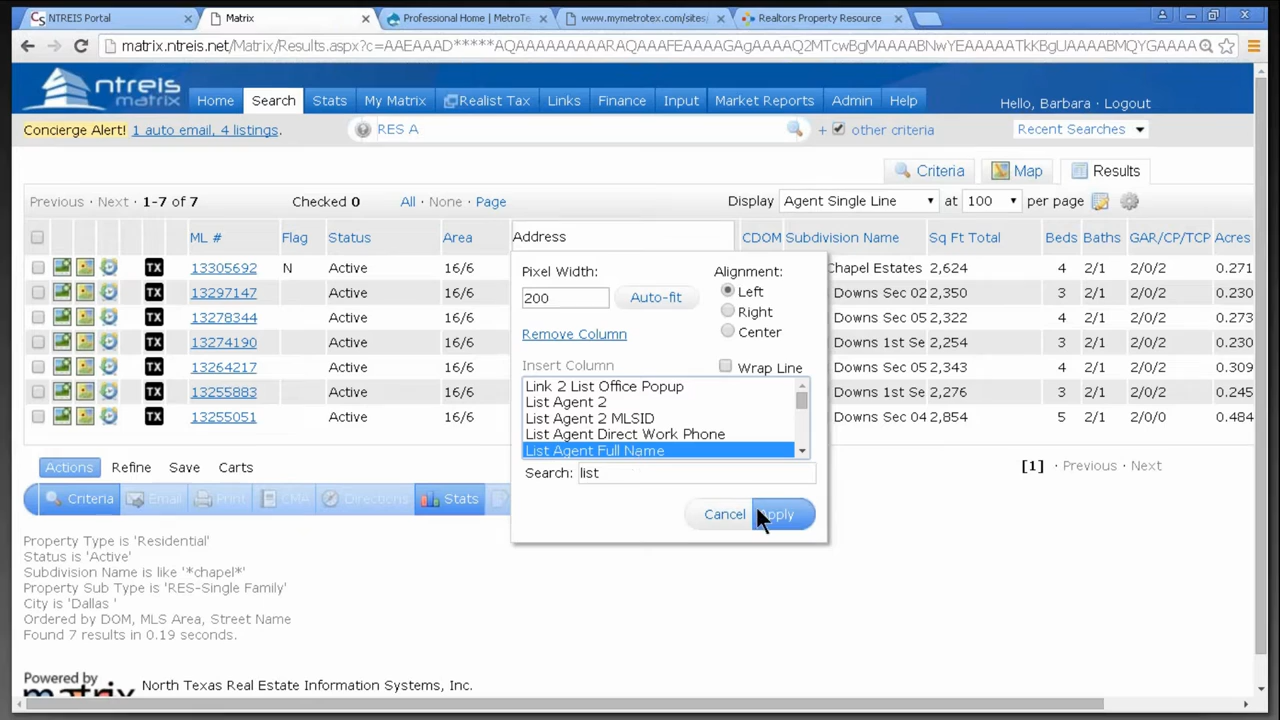 NTREIS Portal Matrix Professional Home | MetroTe www.mymetrotex.com/sites/ Realtors Property Resource
matrix.ntreis.net/Matrix/Results.aspx?c=AAEAAAD*****AQAAAAAAAAARAQAAAFEAAAAGAgAAAAQ2MTcwBgMAAAABNwYEAAAAATkKBgUAAAABMQYGAAAA
ntreis matrix
Home Search Stats My Matrix Realist Tax Links Finance Input Market Reports Admin Help
Hello, Barbara · Logout
Concierge Alert! 1 auto email, 4 listings. RES A + other criteria Recent Searches
Criteria Map Results
Previous · Next · 1-7 of 7 Checked 0 All · None · Page Display Agent Single Line at 100 per page
ML # Flag Status Area Address CDOM Subdivision Name Sq Ft Total Beds Baths GAR/CP/TCP Acres
TX 13305692 N Active 16/6 Chapel Estates 2,624 4 2/1 2/0/2 0.271
TX 13297147 Active 16/6 Downs Sec 02 2,350 3 2/1 2/0/2 0.230
TX 13278344 Active 16/6 Downs Sec 05 2,322 4 2/1 2/0/2 0.273
TX 13274190 Active 16/6 Downs 1st Se 2,254 3 2/1 2/0/2 0.230
TX 13264217 Active 16/6 Downs Sec 05 2,343 4 2/1 2/0/2 0.309
TX 13255883 Active 16/6 Downs 1st Se 2,276 3 2/1 2/0/2 0.245
TX 13255051 Active 16/6 Downs Sec 04 2,854 5 2/1 2/0/0 0.484
Pixel Width: Alignment:
200 Auto-fit Left
Right
Remove Column Center
Insert Column Wrap Line
Link 2 List Office Popup
List Agent 2
List Agent 2 MLSID
List Agent Direct Work Phone
List Agent Full Name
Search: list
Cancel
Actions Refine Save Carts [1] · Previous · Next
Criteria Email Print CMA Directions Stats
Property Type is 'Residential'
Status is 'Active'
Subdivision Name is like '*chapel*'
Property Sub Type is 'RES-Single Family'
City is 'Dallas '
Ordered by DOM, MLS Area, Street Name
Found 7 results in 0.19 seconds.
Powered by
matrix North Texas Real Estate Information Systems, Inc.